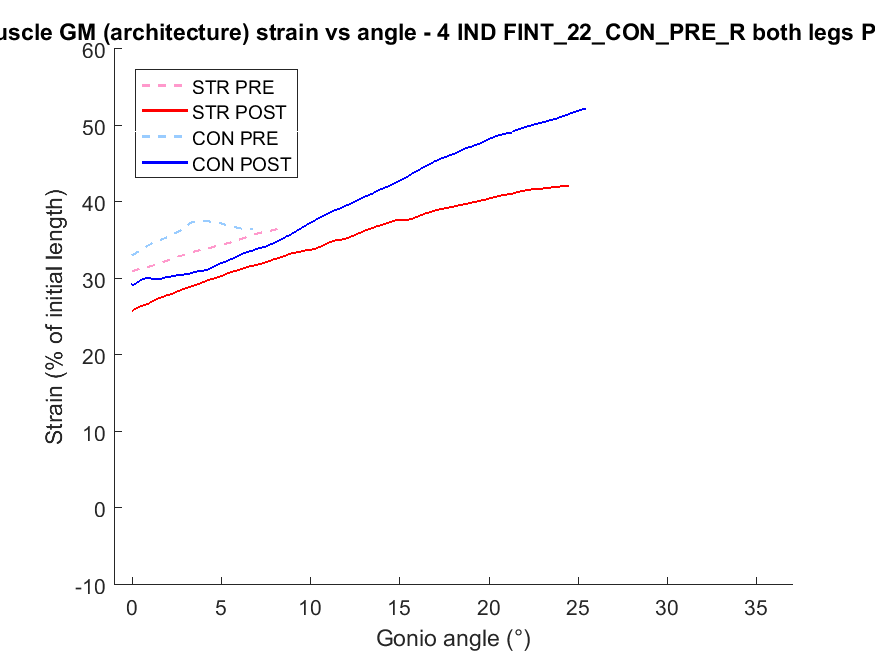 GM (architecture) strain vs angle - 4 IND FINT_22_CON_PRE_R both legs
60
50
40
30
20
10
0
-10
STR PRE
STR POST
CON PRE
CON POST
Strain (% of initial length)
0 5 10 15 20 25 30 35
Gonio angle (°)